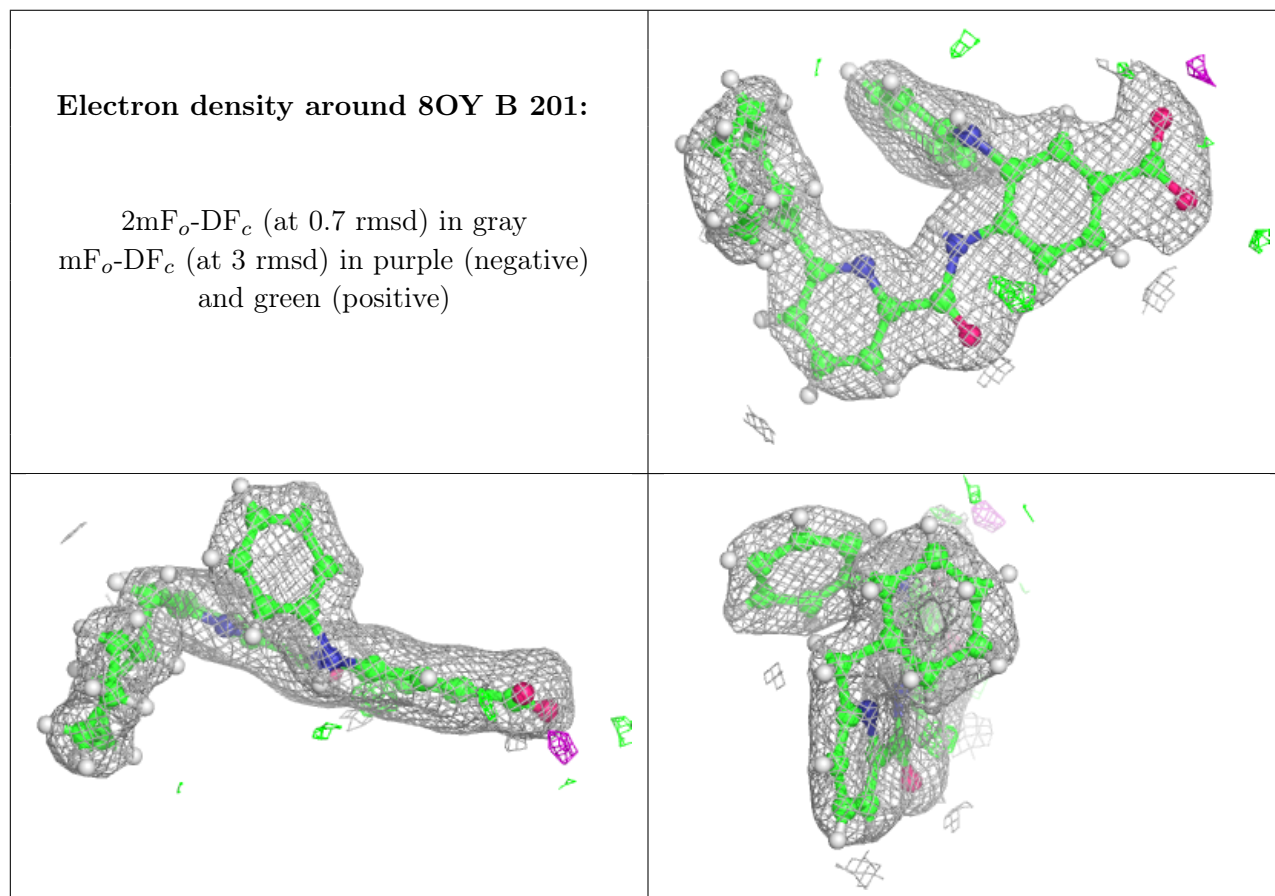 Electron density around 8OY B 201:
2mFo-DFc (at 0.7 rmsd) in gray
mFo-DFc (at 3 rmsd) in purple (negative)
and green (positive)